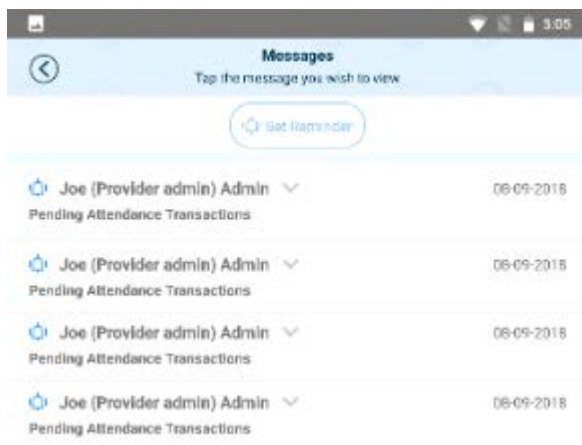 3:05
Messages
Tap the message you wish to view
Set Reminder
Joe (Provider admin) Admin 08-09-2018
Pending Attendance Transactions
Joe (Provider admin) Admin 08-09-2018
Pending Attendance Transactions
Joe (Provider admin) Admin 08-09-2018
Pending Attendance Transactions
Joe (Provider admin) Admin 08-09-2018
Pending Attendance Transactions